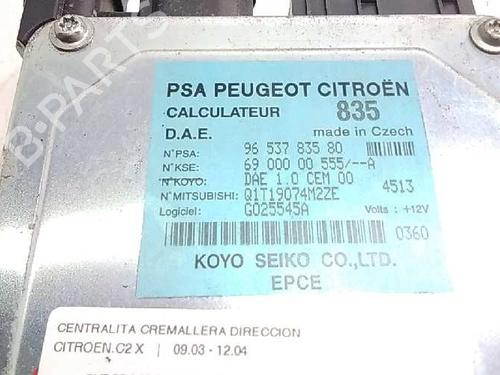 PSA PEUGEOT CITROËN
CALCULATEUR 835
D.A.E. made in Czech
N°PSA: 96 537 835 80
N°KSE: 69 000 00 555/--A
N°KOYO: DAE 1.0 CEM 00
N°MITSUBISHI: Q1T19074M2ZE 4513
Logiciel: G025545A Volts : +12V
0360
KOYO SEIKO CO.,LTD.
EPCE
CENTRALITA CREMALLERA DIRECCION
CITROEN.C2 X | 09.03 - 12.04
B-PARTS